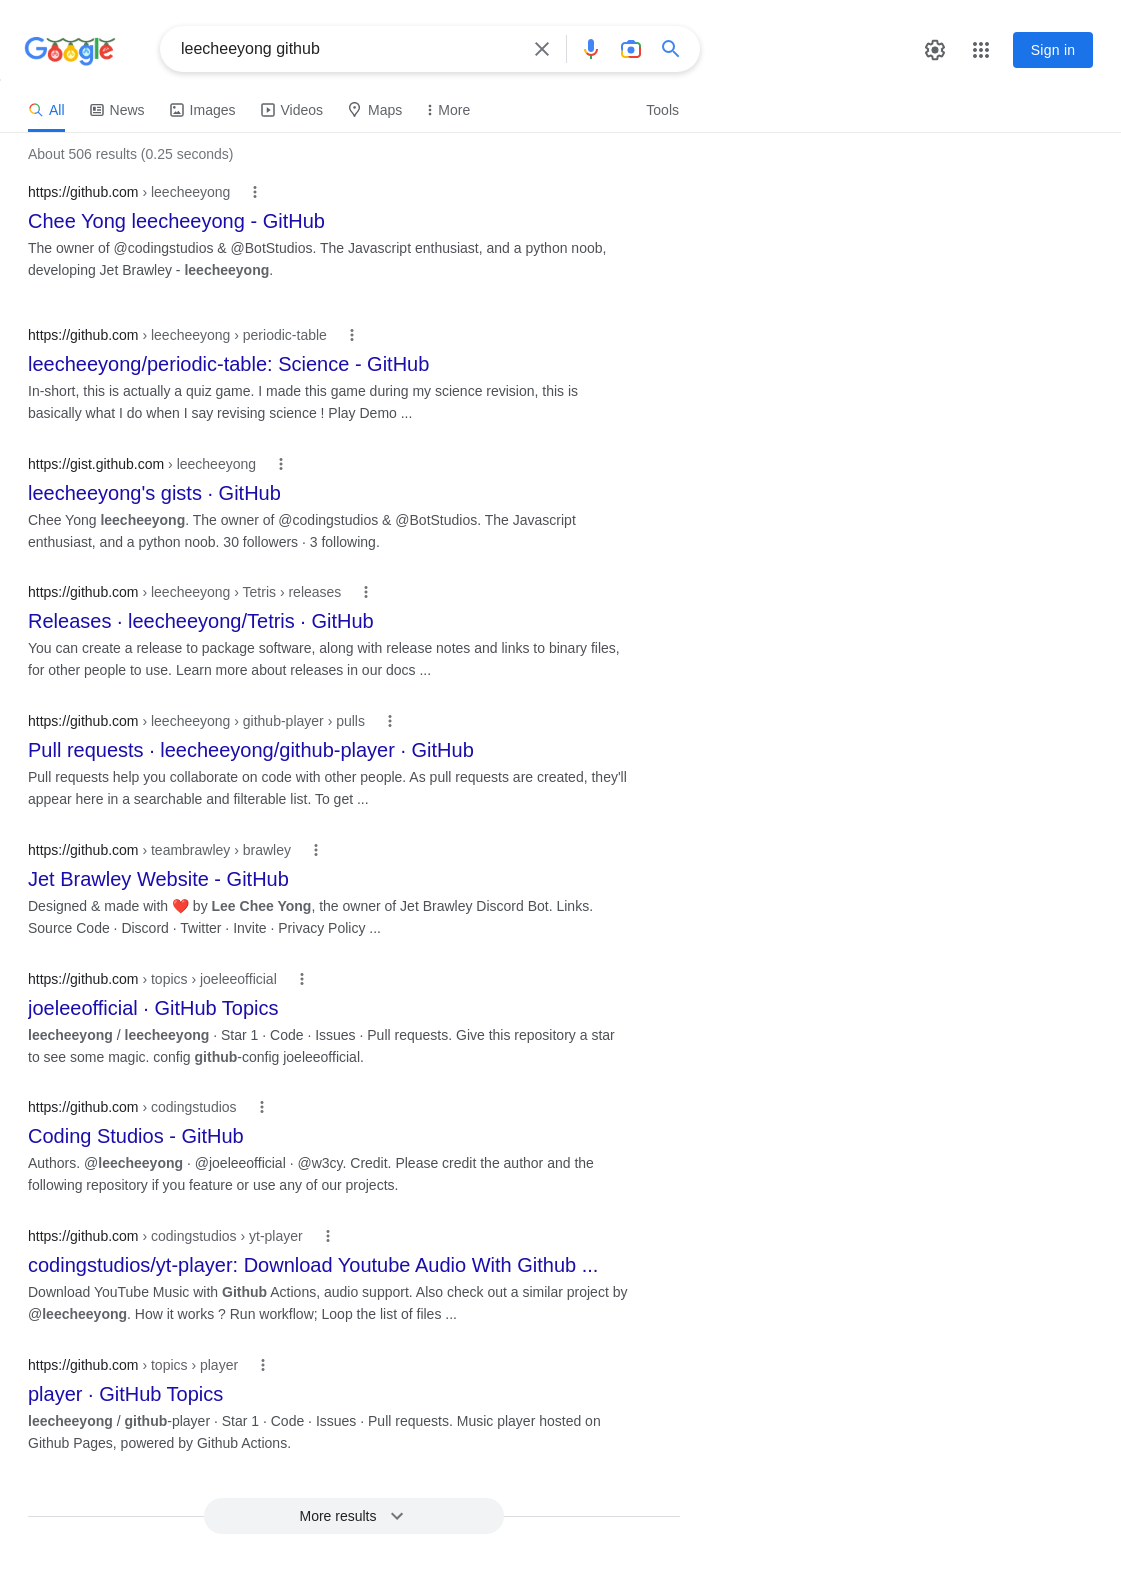 Google
leecheeyong github
Sign in
All News Images Videos Maps More Tools
About 506 results (0.25 seconds)
https://github.com › leecheeyong
Chee Yong leecheeyong - GitHub
The owner of @codingstudios & @BotStudios. The Javascript enthusiast, and a python noob,
developing Jet Brawley - leecheeyong.
https://github.com › leecheeyong › periodic-table
leecheeyong/periodic-table: Science - GitHub
In-short, this is actually a quiz game. I made this game during my science revision, this is
basically what I do when I say revising science ! Play Demo ...
https://gist.github.com › leecheeyong
leecheeyong's gists · GitHub
Chee Yong leecheeyong. The owner of @codingstudios & @BotStudios. The Javascript
enthusiast, and a python noob. 30 followers · 3 following.
https://github.com › leecheeyong › Tetris › releases
Releases · leecheeyong/Tetris · GitHub
You can create a release to package software, along with release notes and links to binary files,
for other people to use. Learn more about releases in our docs ...
https://github.com › leecheeyong › github-player › pulls
Pull requests · leecheeyong/github-player · GitHub
Pull requests help you collaborate on code with other people. As pull requests are created, they'll
appear here in a searchable and filterable list. To get ...
https://github.com › teambrawley › brawley
Jet Brawley Website - GitHub
Designed & made with ❤️ by Lee Chee Yong, the owner of Jet Brawley Discord Bot. Links.
Source Code · Discord · Twitter · Invite · Privacy Policy ...
https://github.com › topics › joeleeofficial
joeleeofficial · GitHub Topics
leecheeyong / leecheeyong · Star 1 · Code · Issues · Pull requests. Give this repository a star
to see some magic. config github-config joeleeofficial.
https://github.com › codingstudios
Coding Studios - GitHub
Authors. @leecheeyong · @joeleeofficial · @w3cy. Credit. Please credit the author and the
following repository if you feature or use any of our projects.
https://github.com › codingstudios › yt-player
codingstudios/yt-player: Download Youtube Audio With Github ...
Download YouTube Music with Github Actions, audio support. Also check out a similar project by
@leecheeyong. How it works ? Run workflow; Loop the list of files ...
https://github.com › topics › player
player · GitHub Topics
leecheeyong / github-player · Star 1 · Code · Issues · Pull requests. Music player hosted on
Github Pages, powered by Github Actions.
More results